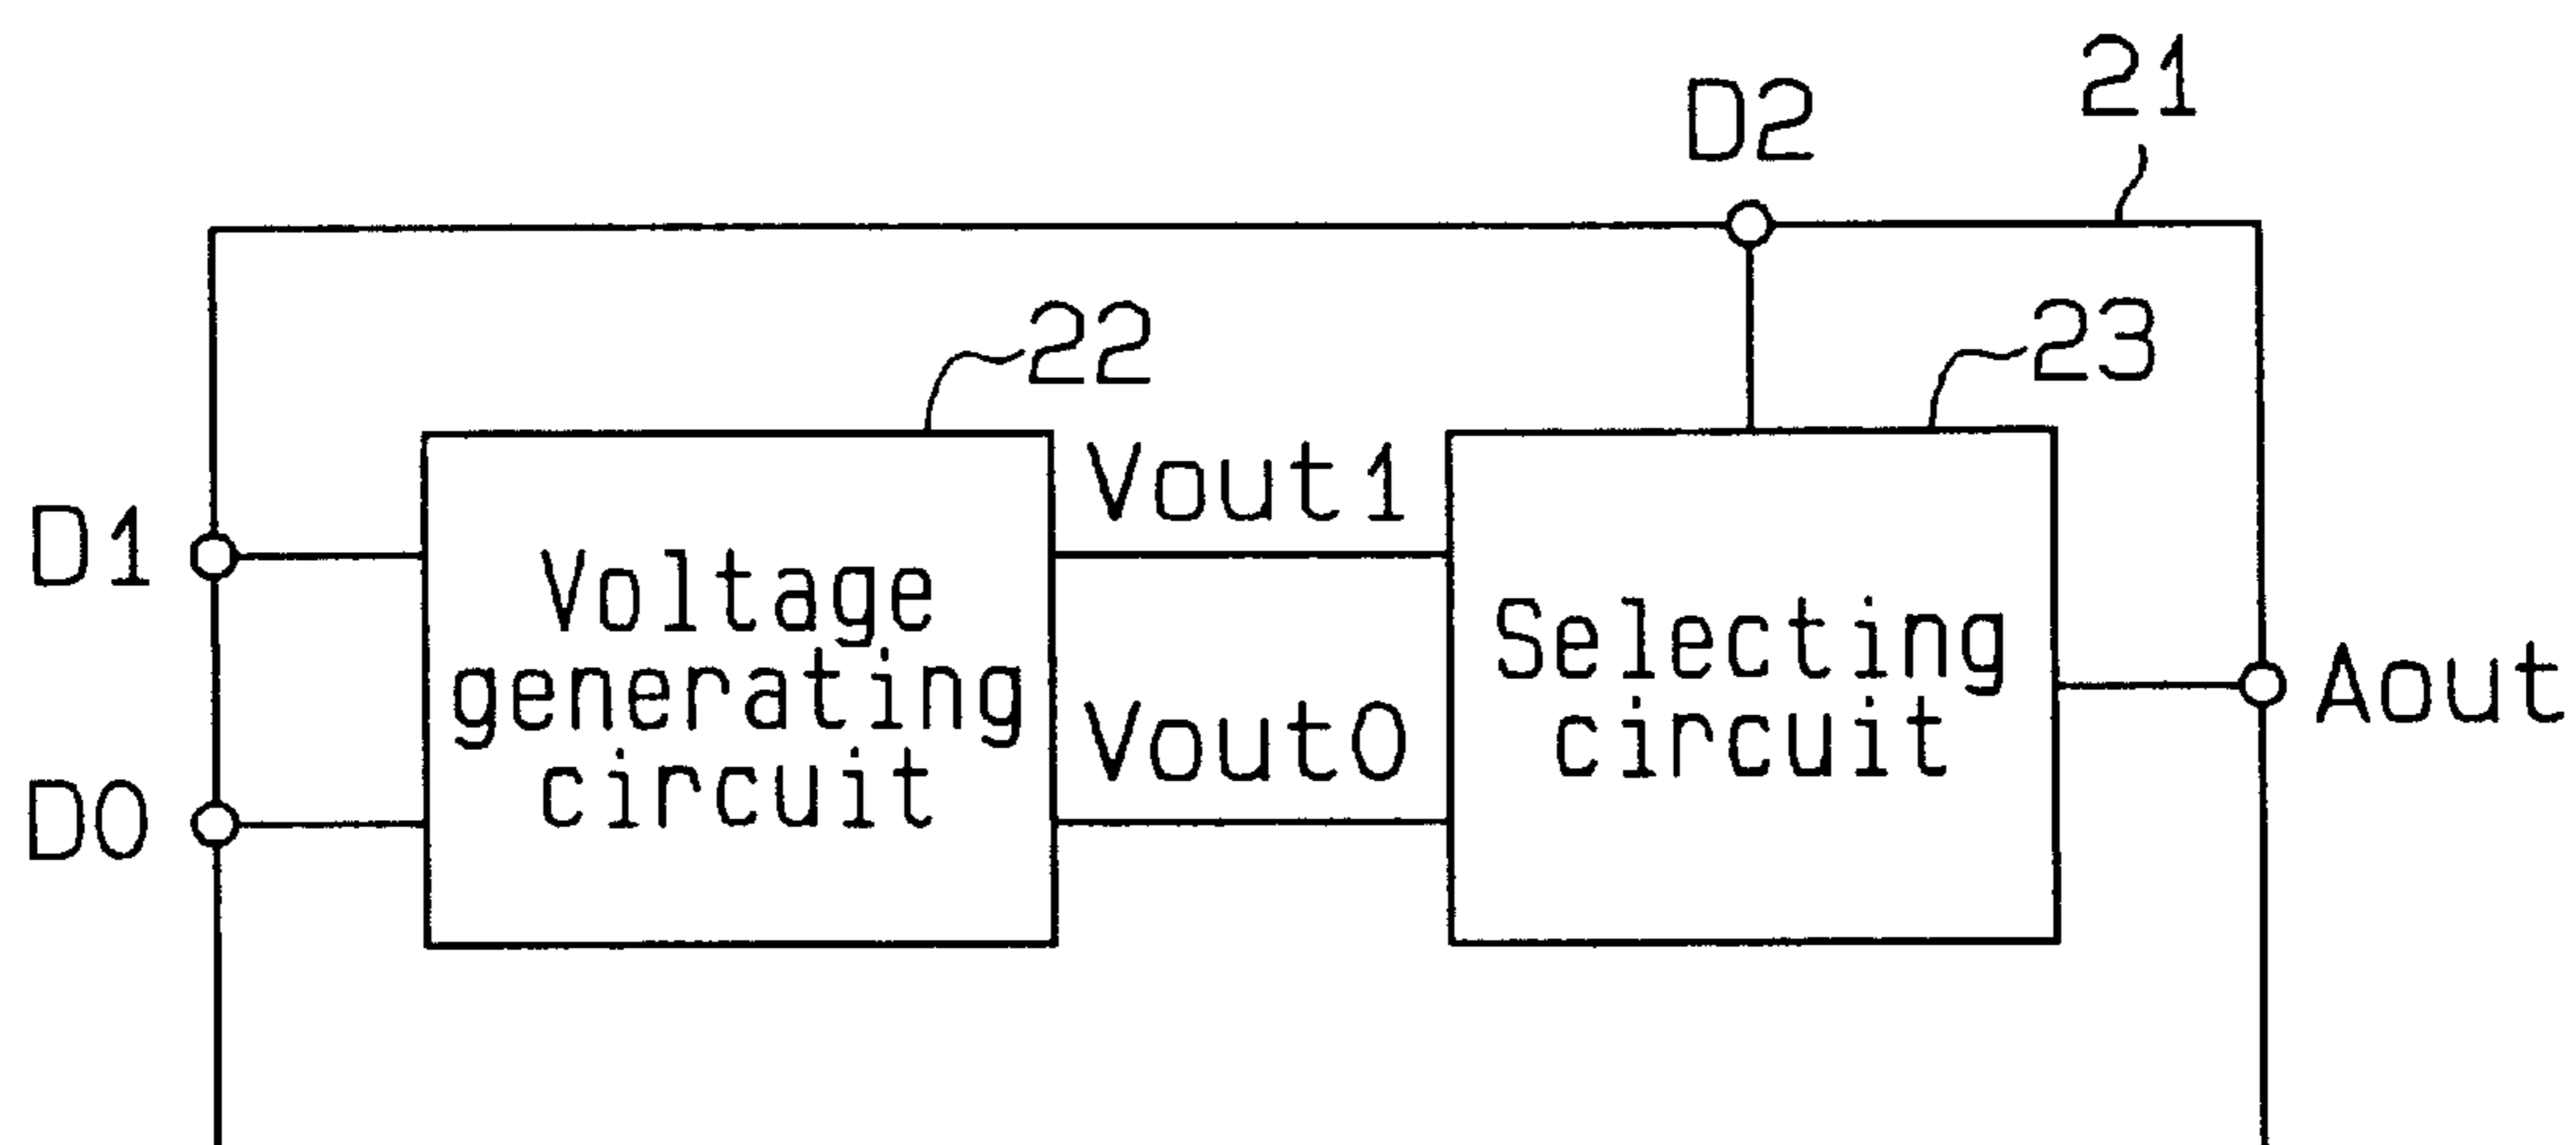 21
D2
22
23
Vout1
D1
Voltage
generating
circuit
Selecting
circuit
Aout
Vout0
D0